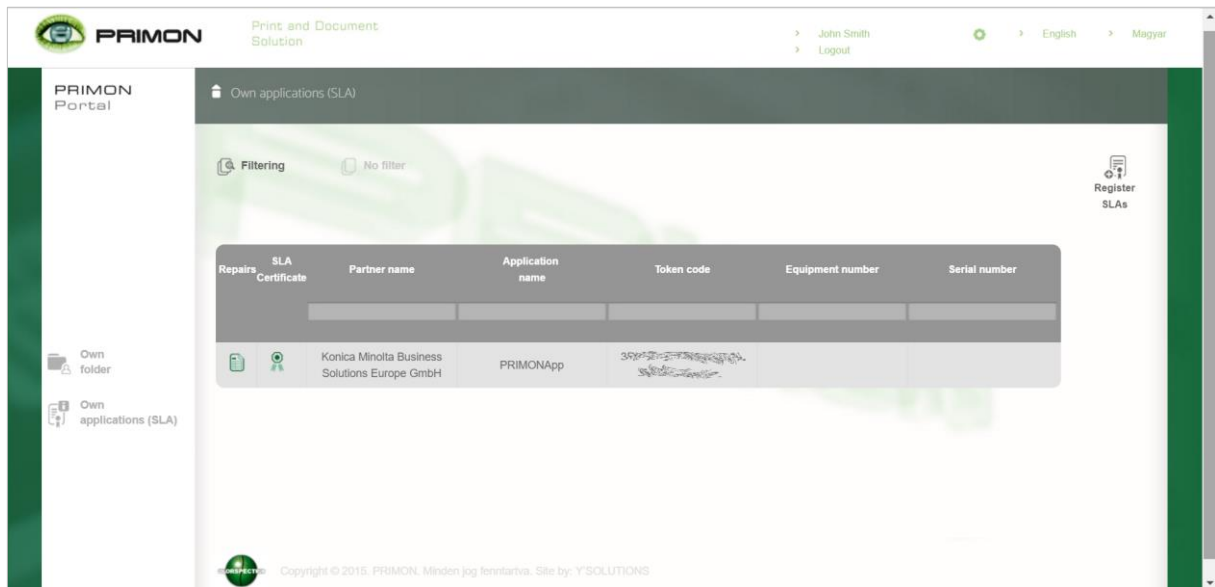 PRIMON
Print and Document
Solution
> John Smith
> Logout
> English
> Magyar
PRIMON
Portal
Own applications (SLA)
Filtering
No filter
Register
SLAs
Repairs
SLA
Certificate
Partner name
Application
name
Token code
Equipment number
Serial number
Konica Minolta Business
Solutions Europe GmbH
PRIMONApp
Own
folder
Own
applications (SLA)
Copyright © 2016. PRIMON. Minden jog fenntartva. Site by: Y'SOLUTIONS